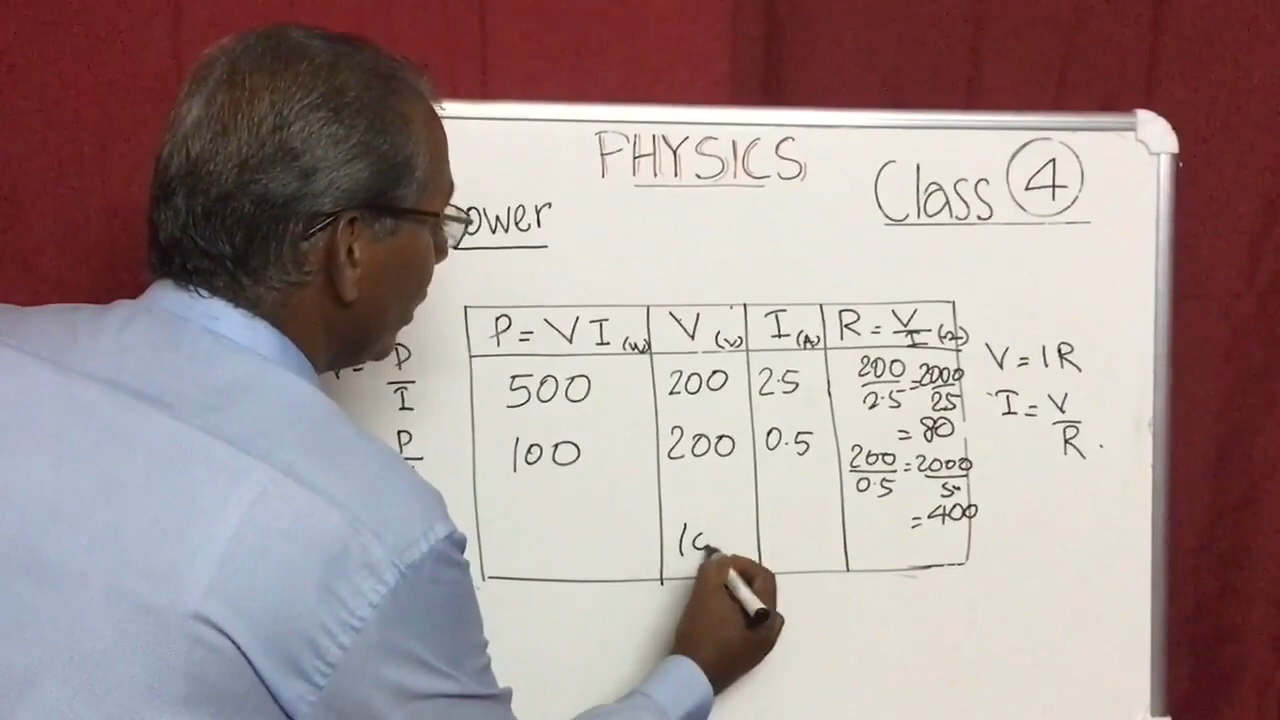 PHYSICS
Class 4
ower
P = V I (W) V (V) I (A) R = V/I (Ω)
500 200 2.5 200/2.5 = 2000/25
= 80
100 200 0.5 200/0.5 = 2000/5
= 400
V = IR
I = V/R.
P/I
P